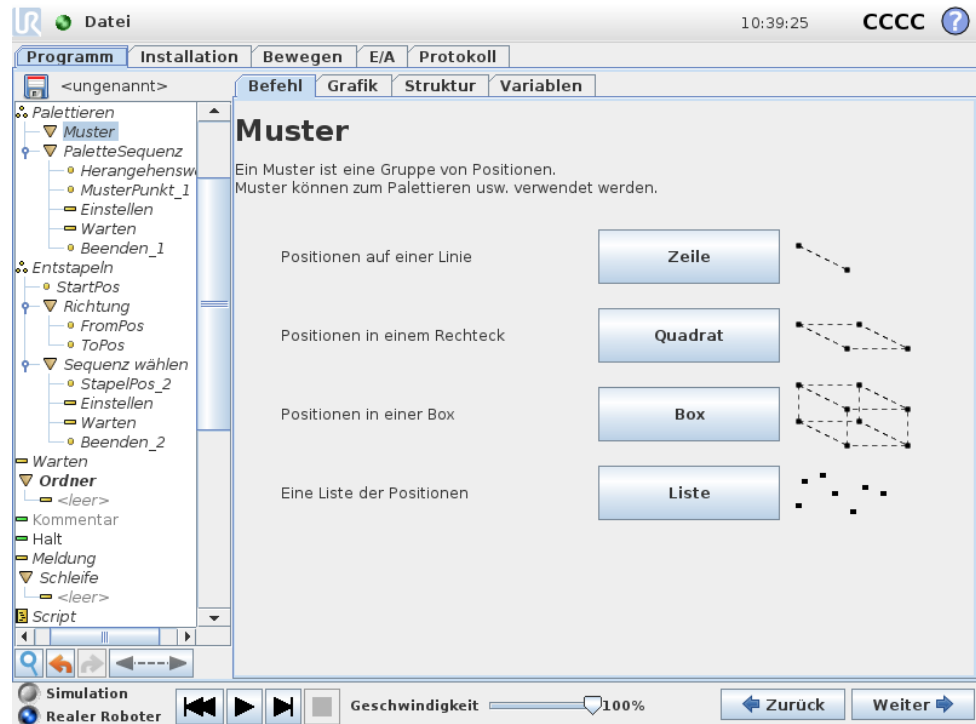 UR Datei 10:39:25 CCCC ?
Programm Installation Bewegen E/A Protokoll
<ungenannt>
Befehl Grafik Struktur Variablen
Palettieren
Muster
PaletteSequenz
Herangehensw
MusterPunkt_1
Einstellen
Warten
Beenden_1
Entstapeln
StartPos
Richtung
FromPos
ToPos
Sequenz wählen
StapelPos_2
Einstellen
Warten
Beenden_2
Warten
Ordner
<leer>
Kommentar
Halt
Meldung
Schleife
<leer>
Script
Muster
Ein Muster ist eine Gruppe von Positionen.
Muster können zum Palettieren usw. verwendet werden.
Positionen auf einer Linie Zeile
Positionen in einem Rechteck Quadrat
Positionen in einer Box Box
Eine Liste der Positionen Liste
Simulation
Realer Roboter
Geschwindigkeit 100%
Zurück Weiter